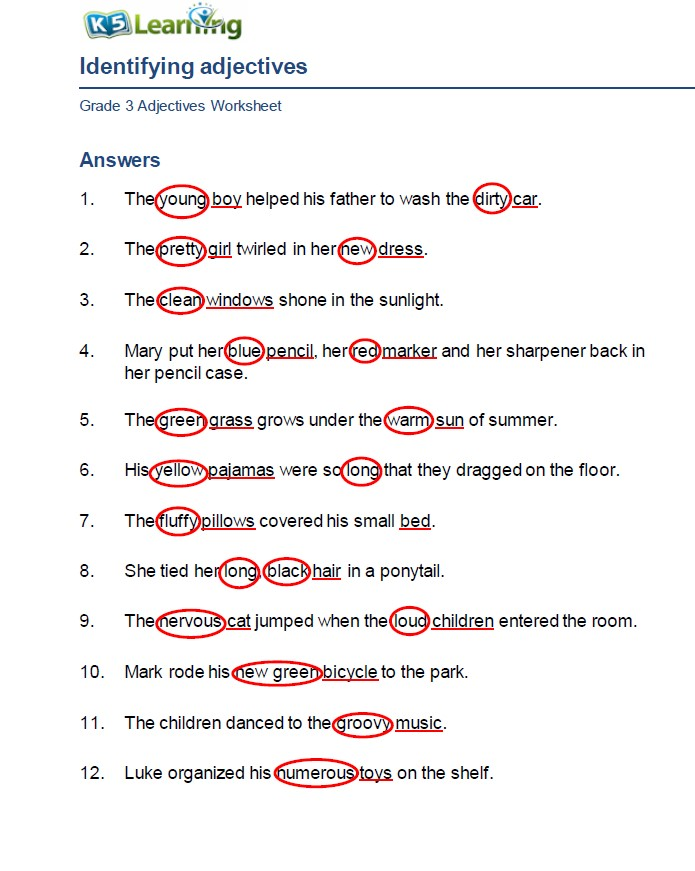 K5 Learning
Identifying adjectives
Grade 3 Adjectives Worksheet
Answers
1. The young boy helped his father to wash the dirty car.
2. The pretty girl twirled in her new dress.
3. The clean windows shone in the sunlight.
4. Mary put her blue pencil, her red marker and her sharpener back in
her pencil case.
5. The green grass grows under the warm sun of summer.
6. His yellow pajamas were so long that they dragged on the floor.
7. The fluffy pillows covered his small bed.
8. She tied her long, black hair in a ponytail.
9. The nervous cat jumped when the loud children entered the room.
10. Mark rode his new green bicycle to the park.
11. The children danced to the groovy music.
12. Luke organized his numerous toys on the shelf.